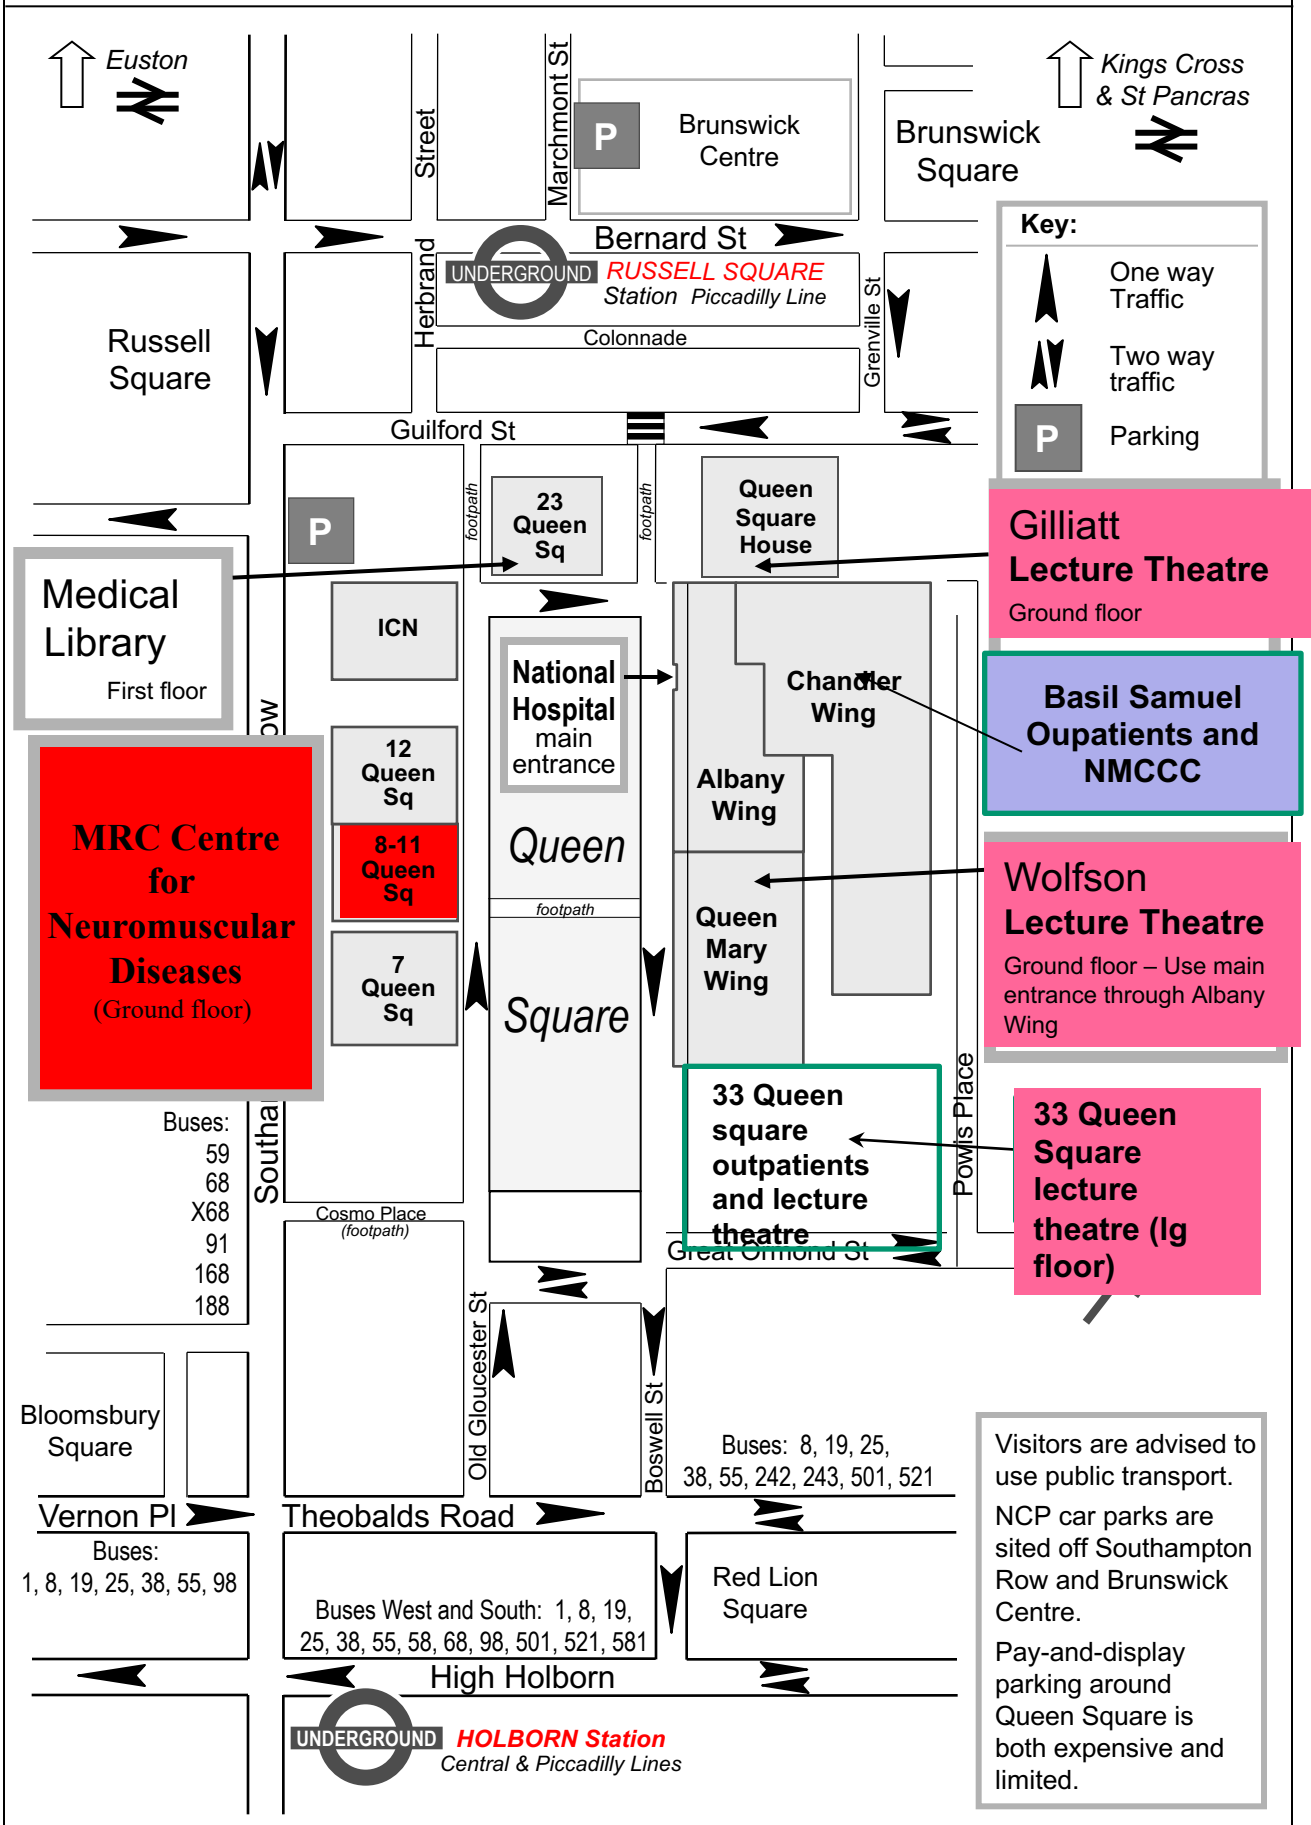 Euston
Kings Cross
& St Pancras
Street
Herbrand
Marchmont St
P
Brunswick
Centre
Brunswick
Square
Bernard St
UNDERGROUND
RUSSELL SQUARE
Station Piccadilly Line
Colonnade
Grenville St
Key:
One way
Traffic
Two way
traffic
P
Parking
Russell
Square
Guilford St
P
footpath
23
Queen
Sq
footpath
Queen
Square
House
Gilliatt
Lecture Theatre
Ground floor
Medical
Library
First floor
ICN
National
Hospital
main
entrance
Chandler
Wing
Basil Samuel
Oupatients and
NMCCC
12
Queen
Sq
Albany
Wing
MRC Centre
for
Neuromuscular
Diseases
(Ground floor)
8-11
Queen
Sq
Queen
footpath
Square
Queen
Mary
Wing
Wolfson
Lecture Theatre
Ground floor – Use main
entrance through Albany
Wing
7
Queen
Sq
33 Queen
square
outpatients
and lecture
theatre
Powis Place
33 Queen
Square
lecture
theatre (lg
floor)
Buses:
59
68
X68
91
168
188
Southa
ow
Cosmo Place
(footpath)
Great Ormond St
Old Gloucester St
Boswell St
Bloomsbury
Square
Buses: 8, 19, 25,
38, 55, 242, 243, 501, 521
Vernon Pl
Theobalds Road
Buses:
1, 8, 19, 25, 38, 55, 98
Buses West and South: 1, 8, 19,
25, 38, 55, 58, 68, 98, 501, 521, 581
Red Lion
Square
High Holborn
UNDERGROUND
HOLBORN Station
Central & Piccadilly Lines
Visitors are advised to
use public transport.
NCP car parks are
sited off Southampton
Row and Brunswick
Centre.
Pay-and-display
parking around
Queen Square is
both expensive and
limited.